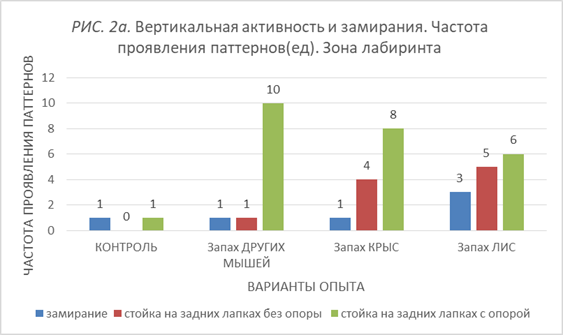 РИС. 2а. Вертикальная активность и замирания. Частота
проявления паттернов(ед). Зона лабиринта
ЧАСТОТА ПРОЯВЛЕНИЯ ПАТТЕРНОВ
12
10
8
6
4
2
0
1
0
1
1
1
10
1
4
8
3
5
6
КОНТРОЛЬ
Запах ДРУГИХ
МЫШЕЙ
Запах КРЫС
Запах ЛИС
ВАРИАНТЫ ОПЫТА
замирание
стойка на задних лапках без опоры
стойка на задних лапках с опорой